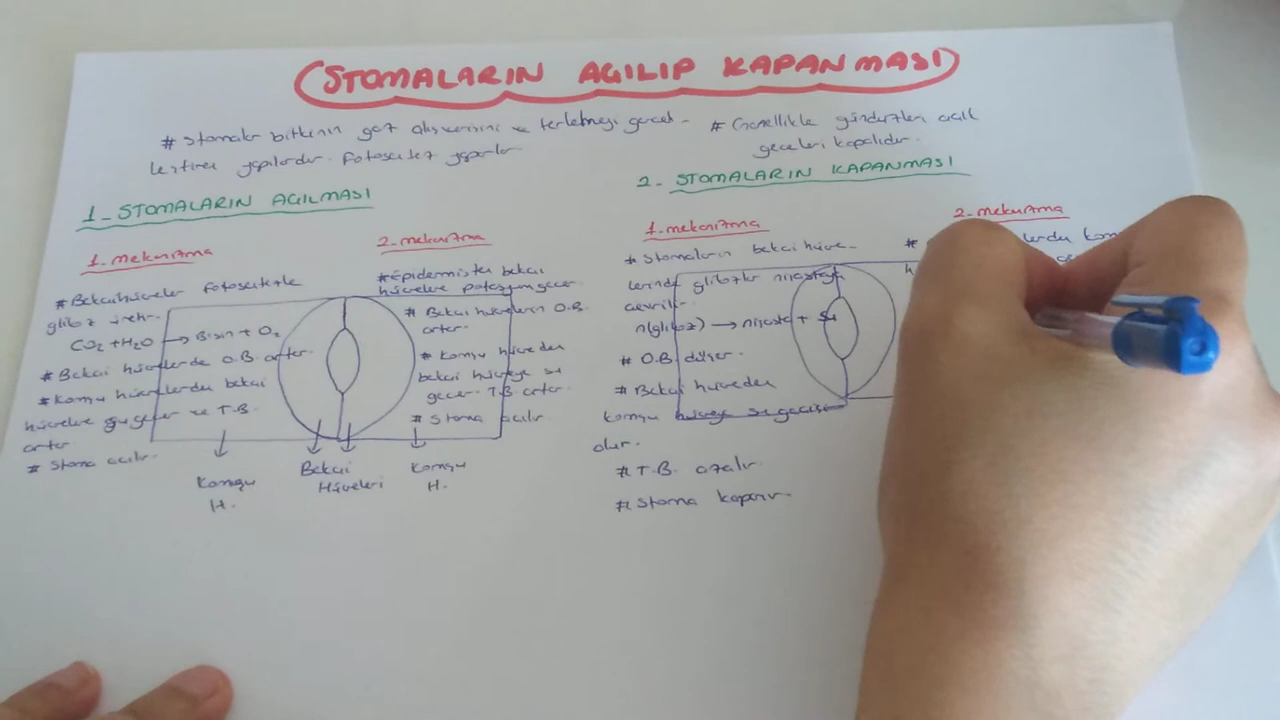 STOMALARIN AÇILIP KAPANMASI
# Stomalar bitkinin gaz alışverişini ve terlemeyi gerçek-
leştiren yapılardır. Fotosentez yaparlar
# Genellikle gündüzleri açık
geceleri kapalıdır.
1- STOMALARIN AÇILMASI
1. mekanizma
# Bekçi hücreler fotosentezle
glikoz üretir.
CO2 + H2O → Besin + O2
# Bekçi hücrelerde O.B. artar.
# Komşu hücrelerden bekçi
hücrelere su geçer ve T.B.
artar
# Stoma açılır.
2. mekanizma
# Epidermisten bekçi
hücrelere potasyum geçer
# Bekçi hücrelerin O.B.
artar.
# Komşu hücreden
bekçi hücreye su
geçer. T.B. artar.
# Stoma açılır
Komşu
H.
Bekçi
Hücreleri
Komşu
H.
2- STOMALARIN KAPANMASI
1. mekanizma
# Stomaların bekçi hücre-
lerinde glikozlar nişastaya
çevrilir.
n(glikoz) → nişasta + Su
# O.B. düşer.
# Bekçi hücreden
komşu hücreye su geçişi
olur.
# T.B. azalır.
# Stoma kapanır.
2. mekanizma
#